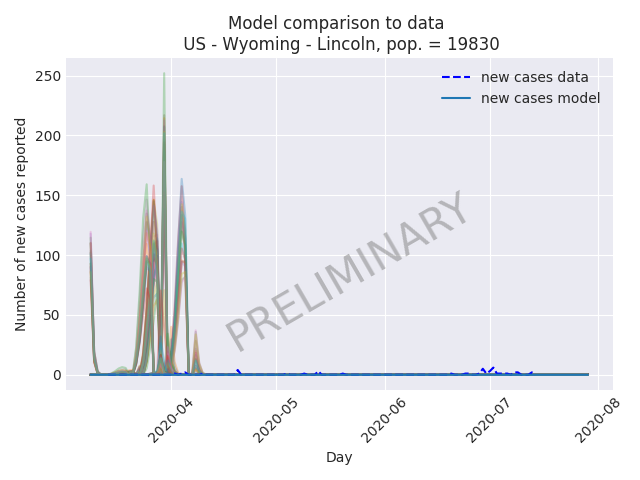 Model comparison to data
US - Wyoming - Lincoln, pop. = 19830
250
200
150
100
50
0
Number of new cases reported
new cases data
new cases model
PRELIMINARY
2020-04
2020-05
2020-06
2020-07
2020-08
Day